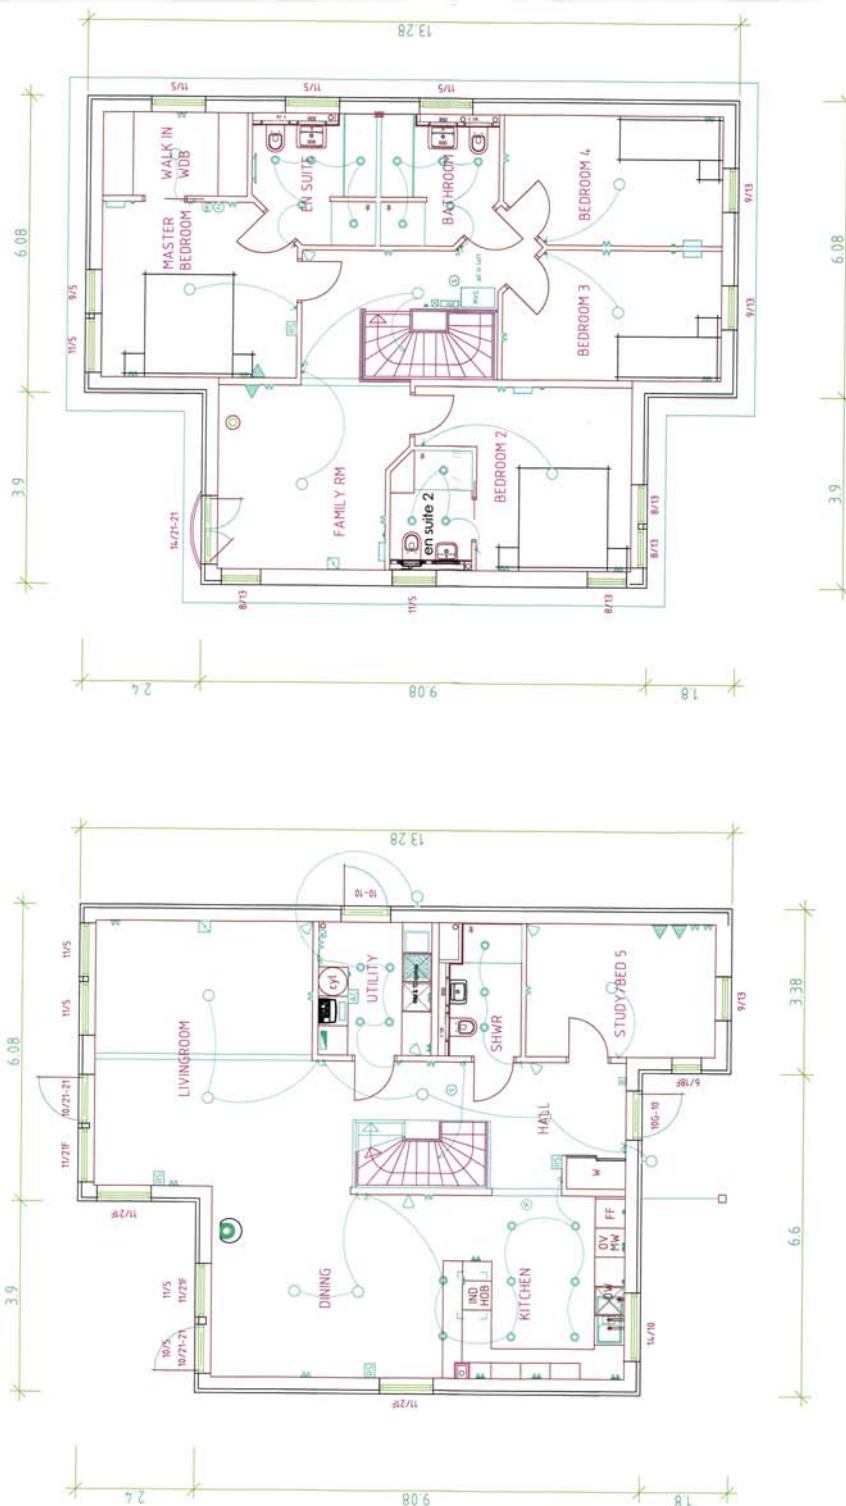 13.28
11/5
11/5
11/5
WALK IN
WDB
EN SUITE
BATHROOM
BEDROOM 4
9/13
6.08
6.08
MASTER
BEDROOM
9/5
11/5
BEDROOM 3
9/13
3.9
3.9
14/21-21
FAMILY RM
en suite 2
BEDROOM 2
8/13
8/13
8/13
11/5
8/13
2.4
9.08
1.8
13.28
10-10
11/5
11/5
6.08
LIVINGROOM
cyl
UTILITY
SHWR
STUDY/BED 5
9/13
3.38
6/18F
10/21-21
11/21F
HALL
10G-10
W
11/21F
FF
OV
MW
DW
6.6
3.9
11/5
11/21F
10/5
10/21-21
DINING
IND
HOB
KITCHEN
14/10
11/21F
2.4
9.08
1.8